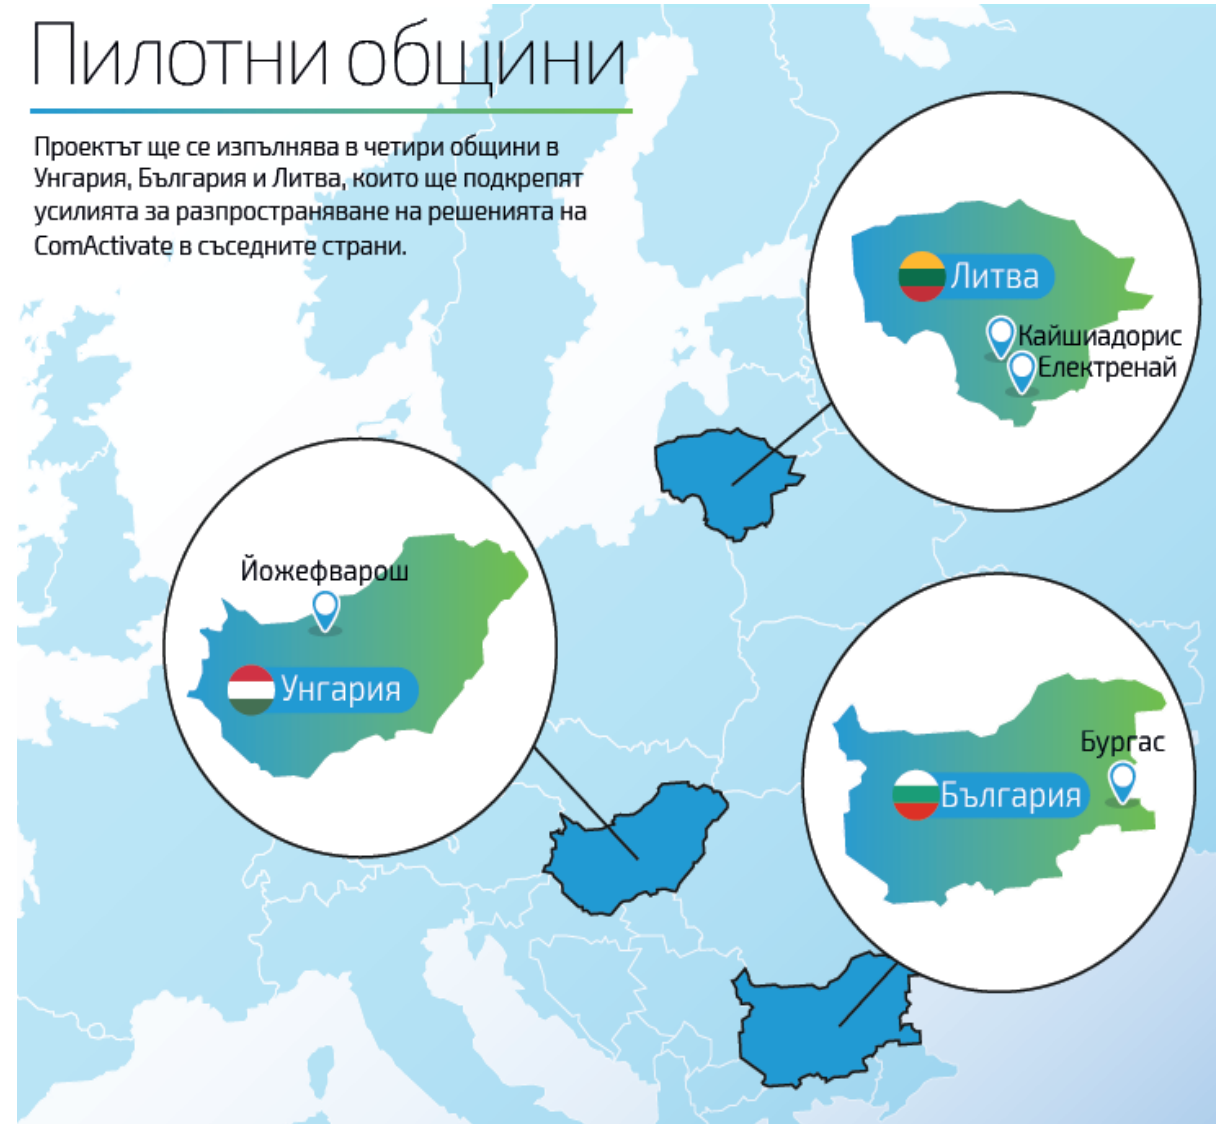 Пилотни общини
Проектът ще се изпълнява в четири общини в
Унгария, България и Литва, които ще подкрепят
усилията за разпространяване на решенията на
ComActivate в съседните страни.
Литва
Кайшиадорис
Електренай
Йожефварош
Унгария
Бургас
България